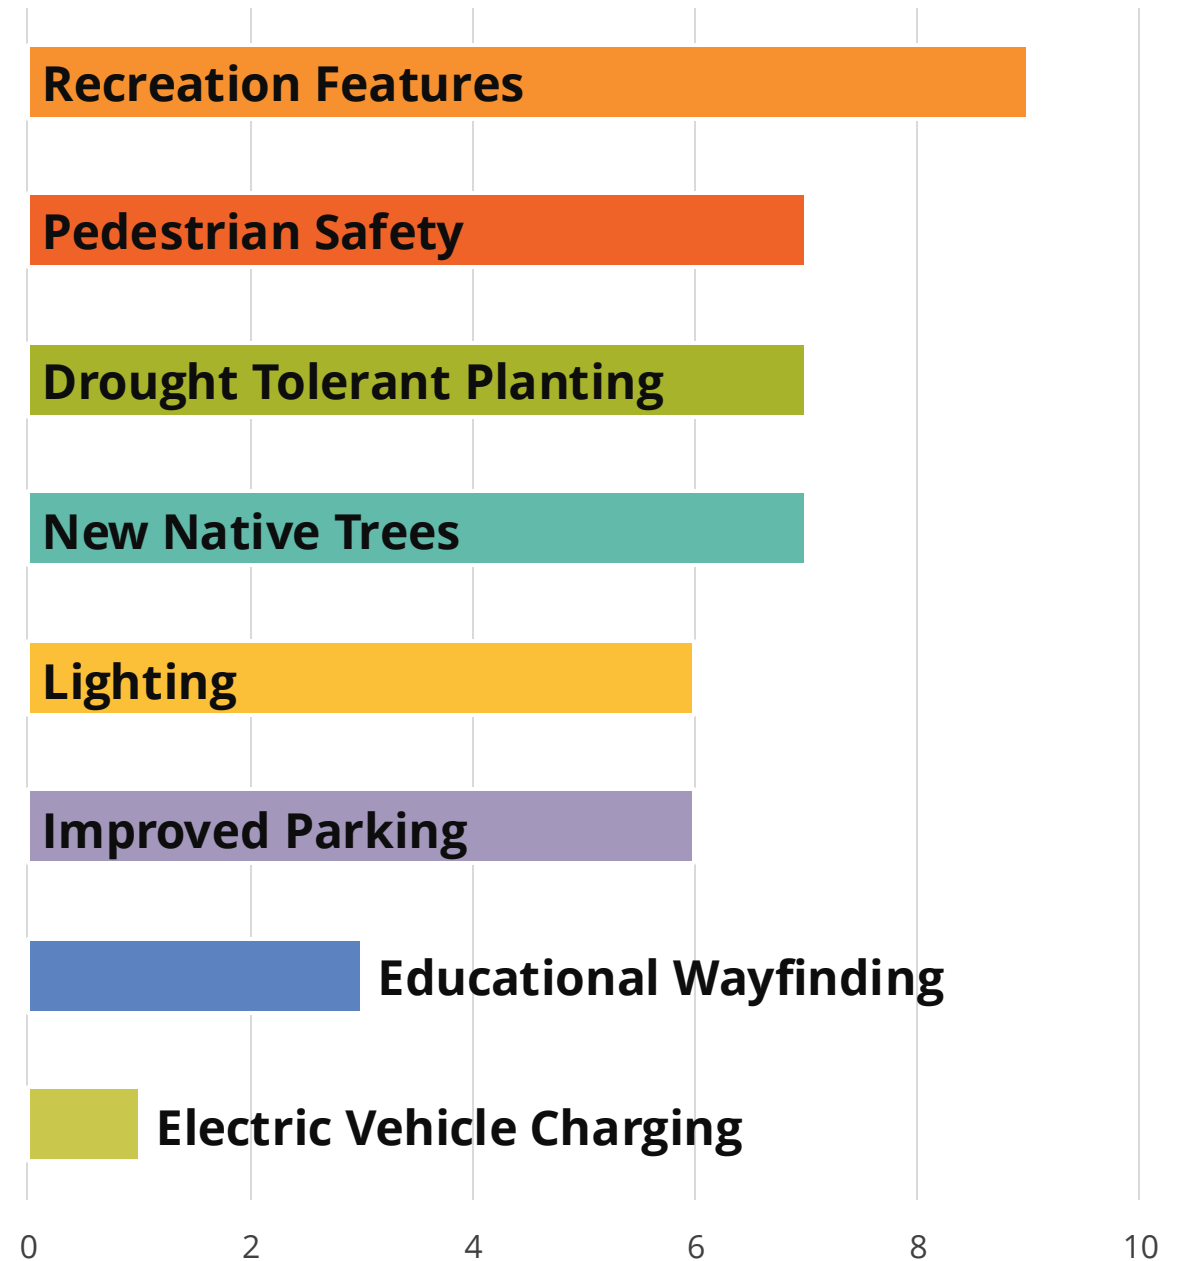 Recreation Features
Pedestrian Safety
Drought Tolerant Planting
New Native Trees
Lighting
Improved Parking
Educational Wayfinding
Electric Vehicle Charging
0 2 4 6 8 10